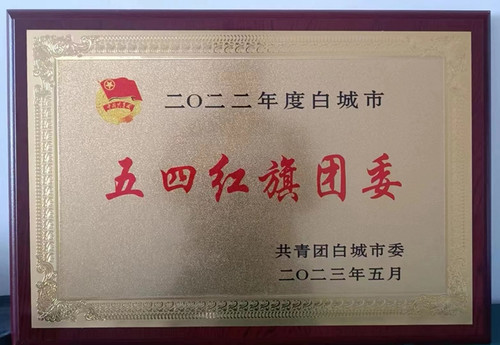 二〇二二年度白城市
五四红旗团委
共青团白城市委
二〇二三年五月